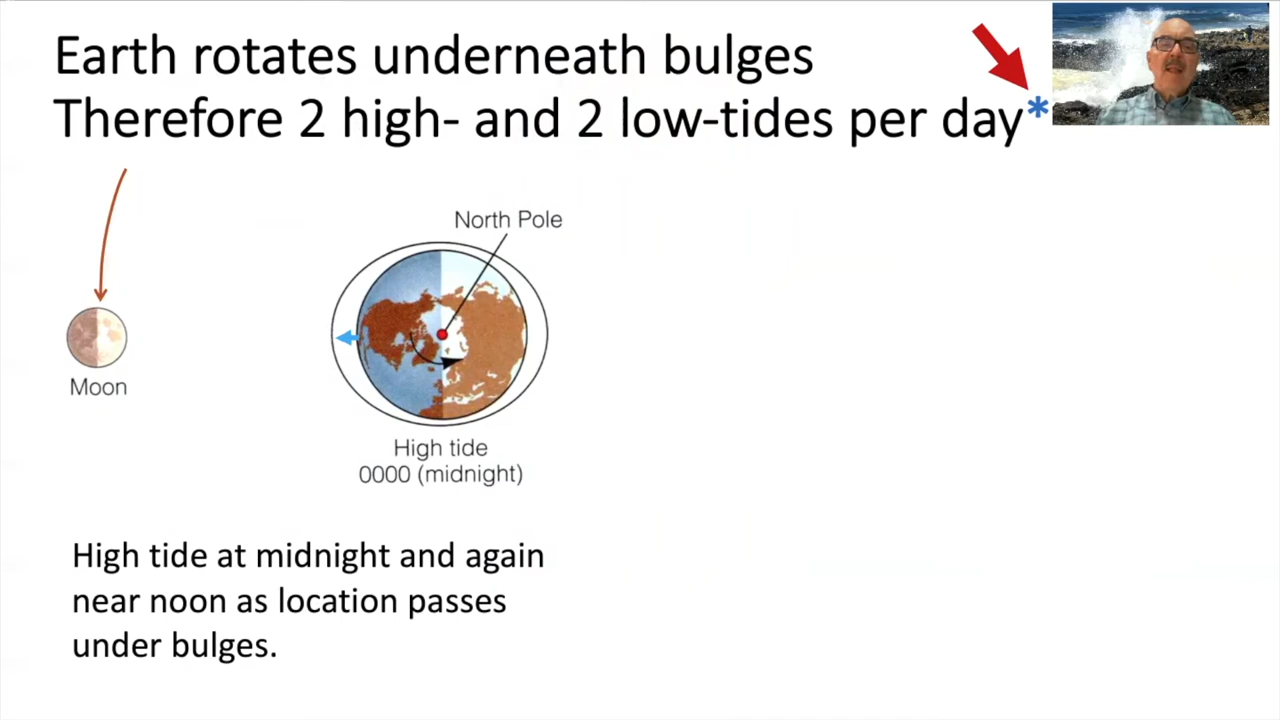 Earth rotates underneath bulges
Therefore 2 high- and 2 low-tides per day*
North Pole
Moon
High tide
0000 (midnight)
High tide at midnight and again
near noon as location passes
under bulges.